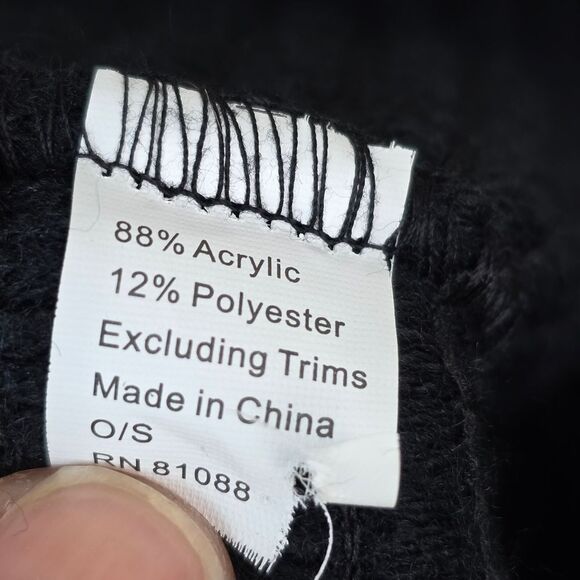 88% Acrylic
12% Polyester
Excluding Trims
Made in China
O/S
RN 81088